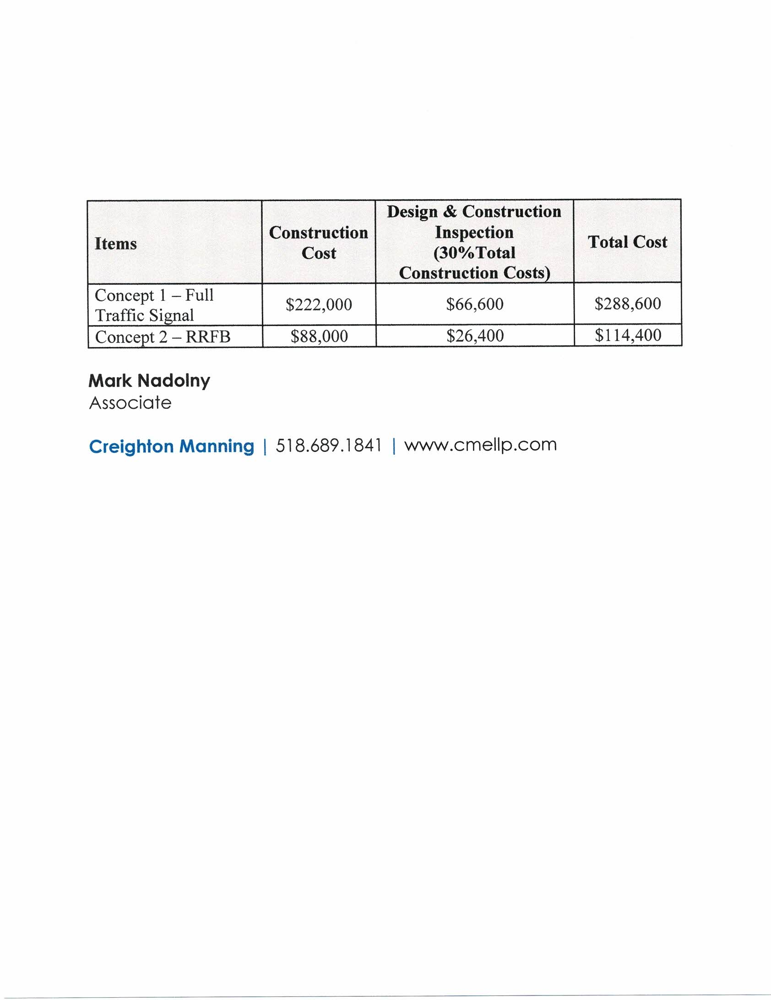 Items
Construction
Cost
Design & Construction
Inspection
(30%Total
Construction Costs)
Total Cost
Concept 1 – Full
Traffic Signal
$222,000
$66,600
$288,600
Concept 2 – RRFB
$88,000
$26,400
$114,400
Mark Nadolny
Associate
Creighton Manning | 518.689.1841 | www.cmellp.com